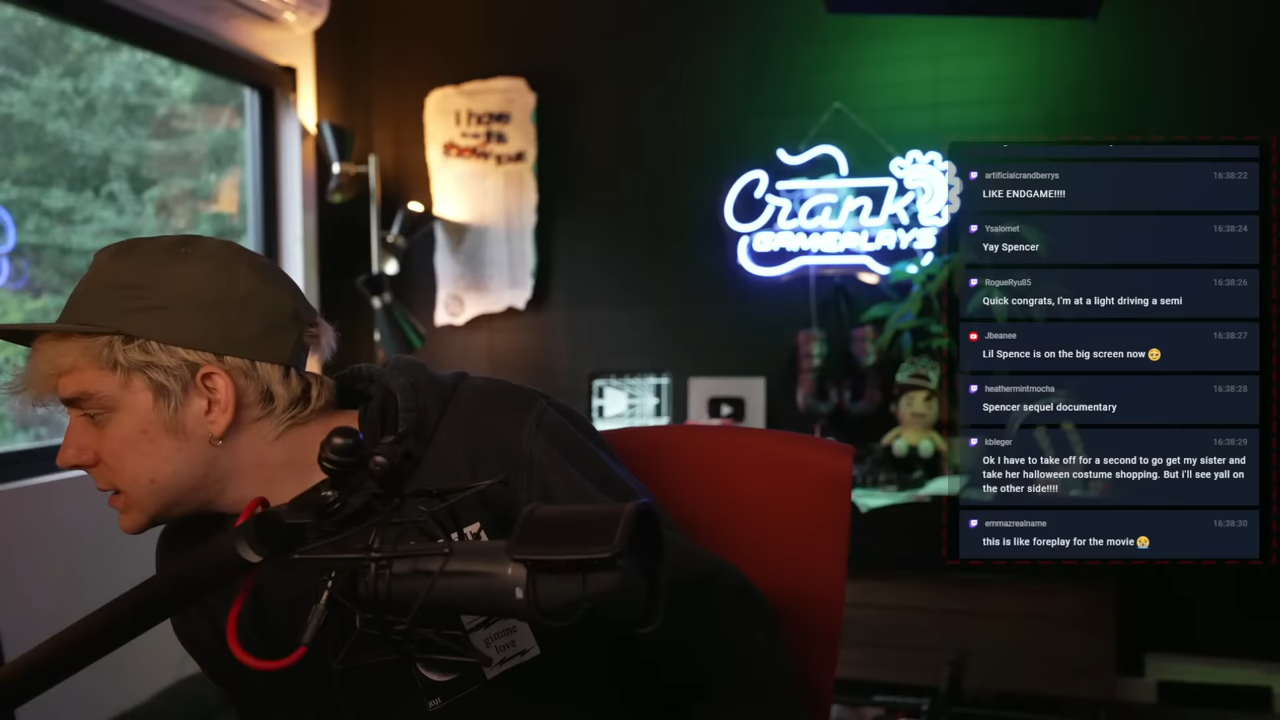 i have
Crank
GAMEPLAYS
artificialcrandberrys 16:38:22
LIKE ENDGAME!!!!
Ysalomet 16:38:24
Yay Spencer
RogueRyu85 16:38:26
Quick congrats, I'm at a light driving a semi
Jbeanee 16:38:27
Lil Spence is on the big screen now 🥹
heathermintmocha 16:38:28
Spencer sequel documentary
kbleger 16:38:29
Ok I have to take off for a second to go get my sister and
take her halloween costume shopping. But i'll see yall on
the other side!!!!
emmazrealname 16:38:30
this is like foreplay for the movie 😭
gimme
love
joji